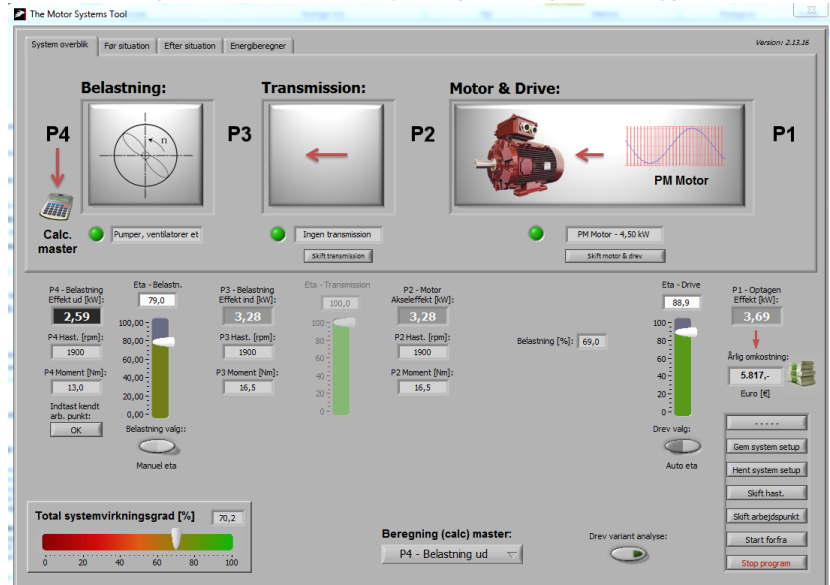 The Motor Systems Tool
System overblik Før situation Efter situation Energiberegner
Version: 2.13.16
Belastning: Transmission: Motor & Drive:
P4 P3 P2 P1
n
PM Motor
Calc.
master
Pumper, ventilatorer et Ingen transmission PM Motor - 4,50 kW
Skift transmission Skift motor & drev
P4 - Belastning
Effekt ud [kW]:
2,59
P4 Hast. [rpm]
1900
P4 Moment [Nm]:
13,0
Indtast kendt
arb. punkt:
OK
Eta - Belastn.
79,0
100,00
80,00
60,00
40,00
20,00
0,00
Belastning valg::
Manuel eta
P3 - Belastning
Effekt ind [kW]:
3,28
P3 Hast. [rpm]:
1900
P3 Moment [Nm]:
16,5
Eta - Transmission
100,0
100
80
60
40
20
0
P2 - Motor
Akseleffekt [kW]:
3,28
P2 Hast. [rpm]:
1900
P2 Moment [Nm]:
16,5
Belastning [%]: 69,0
Eta - Drive
88,9
100
80
60
40
20
0
Drev valg:
Auto eta
P1 - Optagen
Effekt [kW]:
3,69
Årlig omkostning:
5.817,-
Euro [€]
-----
Gem system setup
Hent system setup
Skift hast.
Skift arbejdspunkt
Start forfra
Stop program
Total systemvirkningsgrad [%] 70,2
0 20 40 60 80 100
Beregning (calc) master:
P4 - Belastning ud
Drev variant analyse: